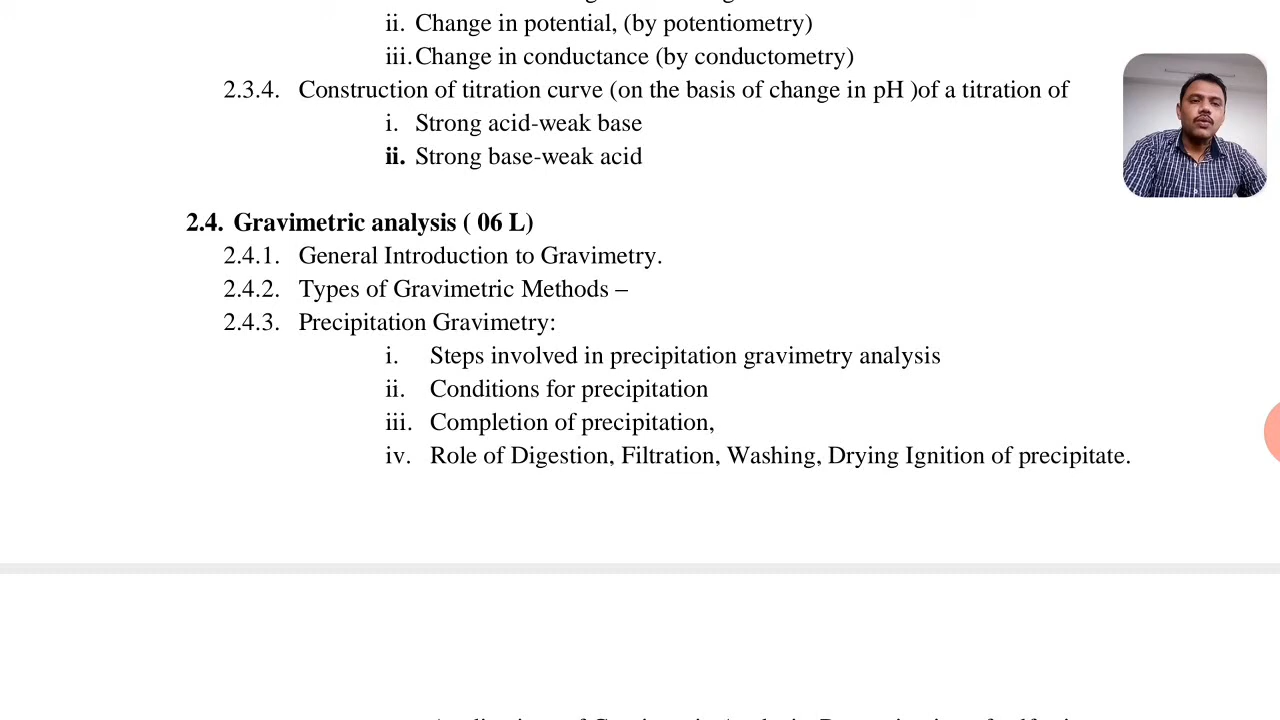 ii. Change in potential, (by potentiometry)
iii. Change in conductance (by conductometry)
2.3.4. Construction of titration curve (on the basis of change in pH )of a titration of
i. Strong acid-weak base
ii. Strong base-weak acid
2.4. Gravimetric analysis ( 06 L)
2.4.1. General Introduction to Gravimetry.
2.4.2. Types of Gravimetric Methods –
2.4.3. Precipitation Gravimetry:
i. Steps involved in precipitation gravimetry analysis
ii. Conditions for precipitation
iii. Completion of precipitation,
iv. Role of Digestion, Filtration, Washing, Drying Ignition of precipitate.